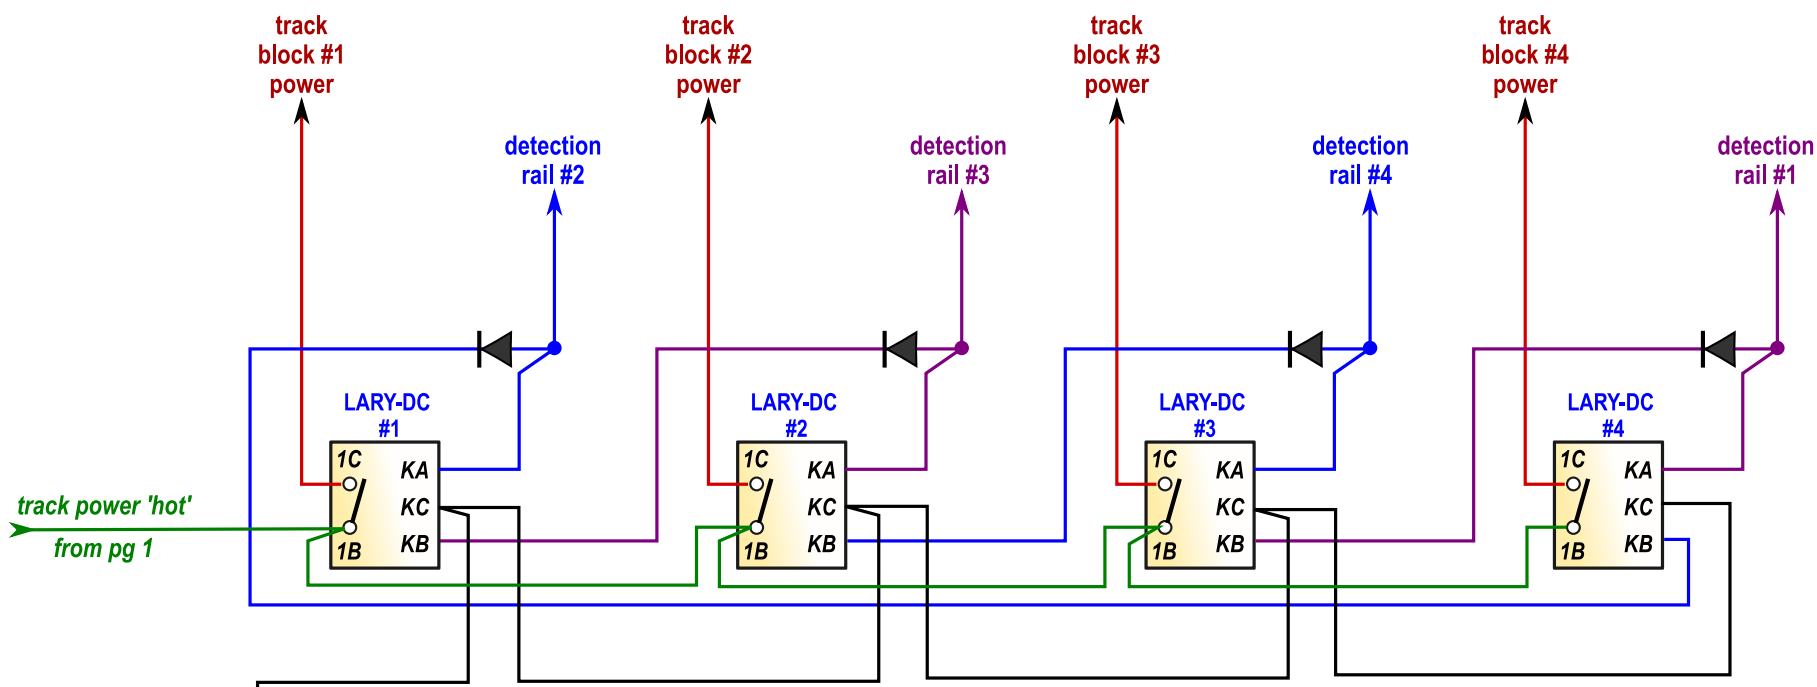 track
block #1
power
track
block #2
power
track
block #3
power
track
block #4
power
detection
rail #2
detection
rail #3
detection
rail #4
detection
rail #1
LARY-DC
#1
LARY-DC
#2
LARY-DC
#3
LARY-DC
#4
1C
KA
KC
KB
1B
1C
KA
KC
KB
1B
1C
KA
KC
KB
1B
1C
KA
KC
KB
1B
track power 'hot'
from pg 1